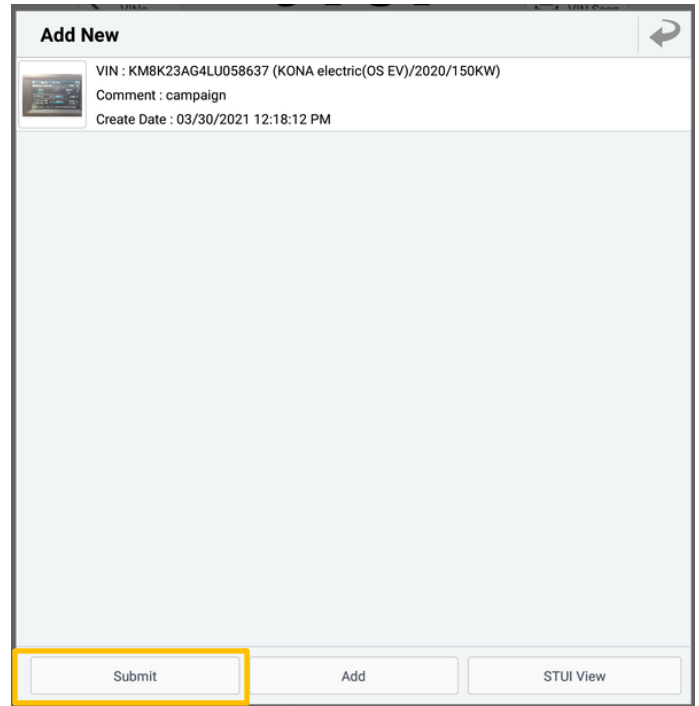 Add New
VIN : KM8K23AG4LU058637 (KONA electric(OS EV)/2020/150KW)
Comment : campaign
Create Date : 03/30/2021 12:18:12 PM
Submit
Add
STUI View